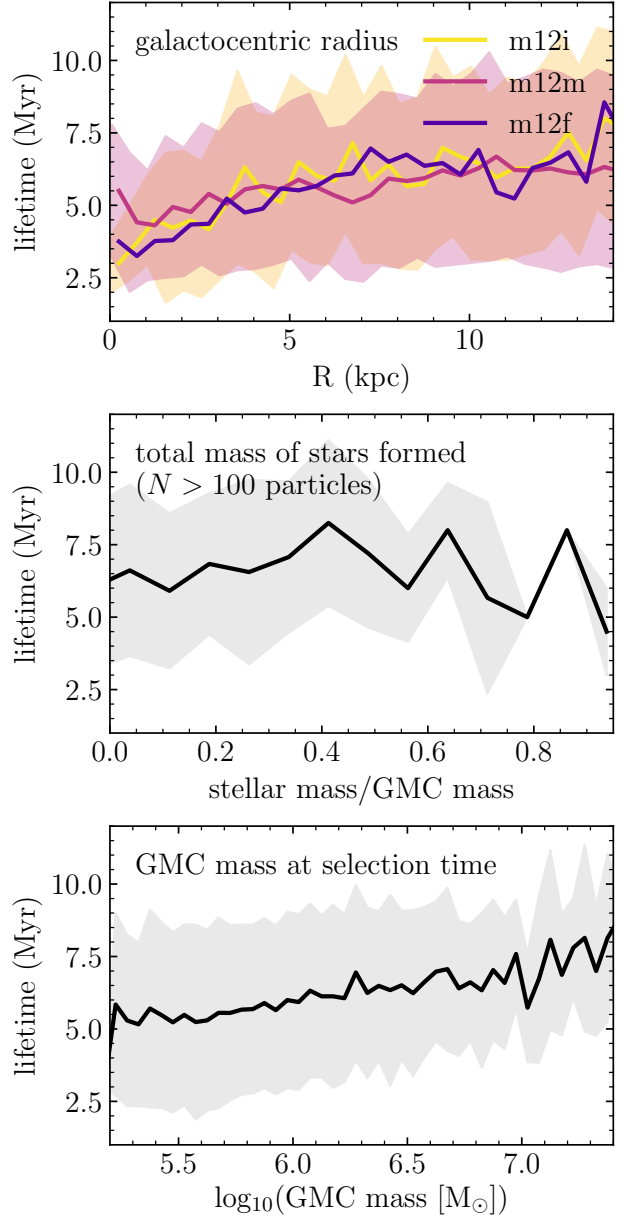 galactocentric radius
m12i
m12m
m12f
lifetime (Myr)
10.0
7.5
5.0
2.5
0
5
10
R (kpc)
total mass of stars formed
(N > 100 particles)
lifetime (Myr)
10.0
7.5
5.0
2.5
0.0
0.2
0.4
0.6
0.8
stellar mass/GMC mass
GMC mass at selection time
lifetime (Myr)
10.0
7.5
5.0
2.5
5.5
6.0
6.5
7.0
log₁₀(GMC mass [M⊙])